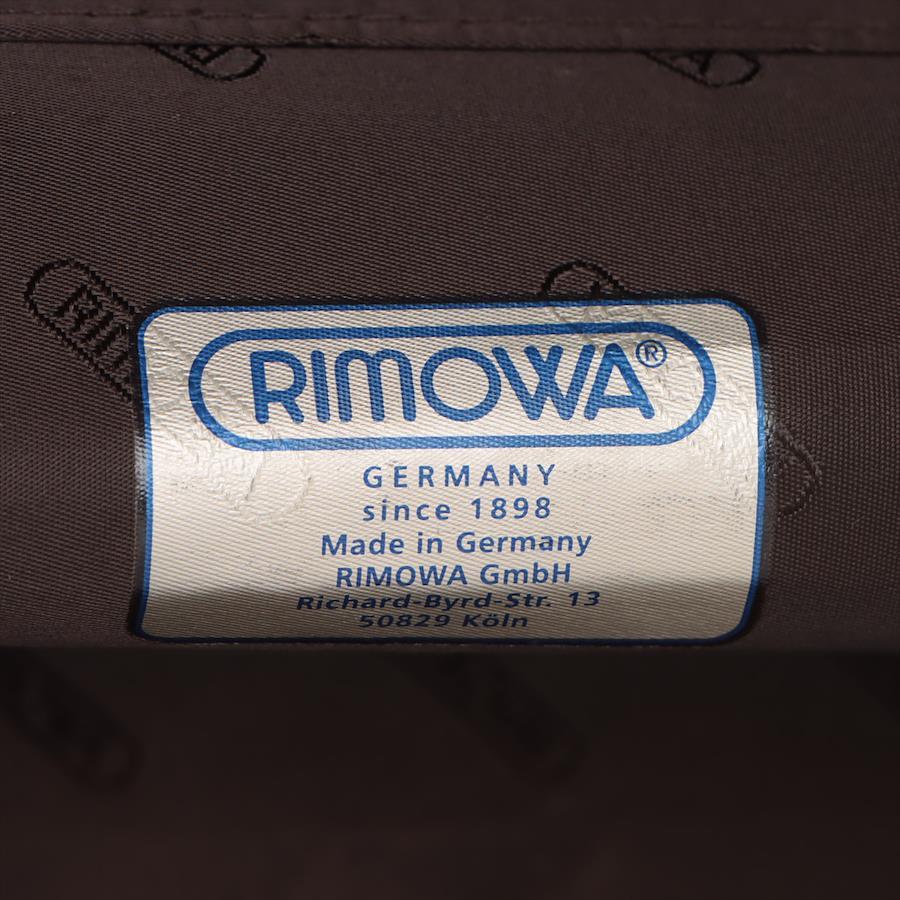 RIMOWA®
GERMANY
since 1898
Made in Germany
RIMOWA GmbH
Richard-Byrd-Str. 13
50829 Köln